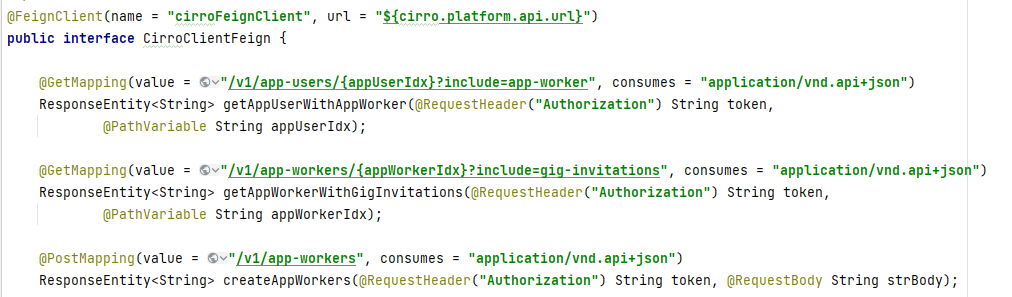 @FeignClient(name = "cirroFeignClient", url = "${cirro.platform.api.url}")
public interface CirroClientFeign {
@GetMapping(value = "/v1/app-users/{appUserIdx}?include=app-worker", consumes = "application/vnd.api+json")
ResponseEntity<String> getAppUserWithAppWorker(@RequestHeader("Authorization") String token,
@PathVariable String appUserIdx);
@GetMapping(value = "/v1/app-workers/{appWorkerIdx}?include=gig-invitations", consumes = "application/vnd.api+json")
ResponseEntity<String> getAppWorkerWithGigInvitations(@RequestHeader("Authorization") String token,
@PathVariable String appWorkerIdx);
@PostMapping(value = "/v1/app-workers", consumes = "application/vnd.api+json")
ResponseEntity<String> createAppWorkers(@RequestHeader("Authorization") String token, @RequestBody String strBody);